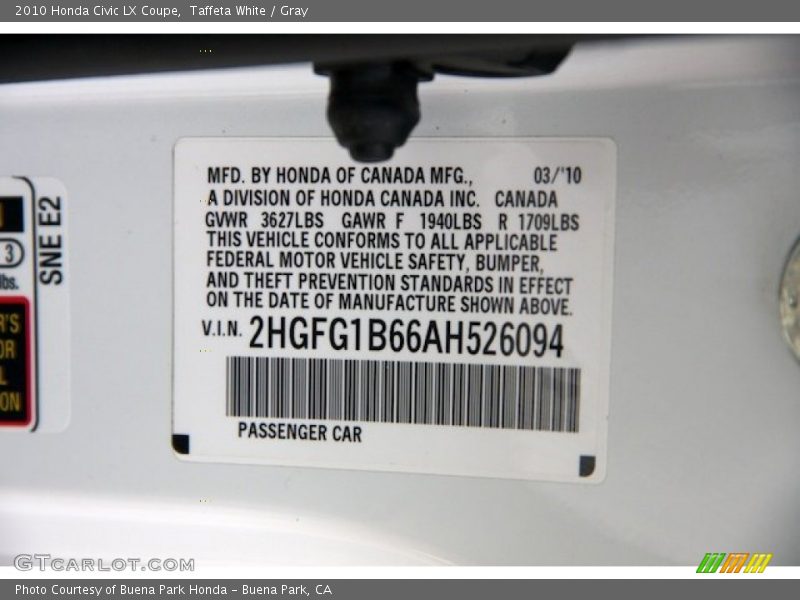 2010 Honda Civic LX Coupe, Taffeta White / Gray
MFD. BY HONDA OF CANADA MFG., 03/'10
A DIVISION OF HONDA CANADA INC. CANADA
GVWR 3627LBS GAWR F 1940LBS R 1709LBS
THIS VEHICLE CONFORMS TO ALL APPLICABLE
FEDERAL MOTOR VEHICLE SAFETY, BUMPER,
AND THEFT PREVENTION STANDARDS IN EFFECT
ON THE DATE OF MANUFACTURE SHOWN ABOVE.
V.I.N. 2HGFG1B66AH526094
PASSENGER CAR
SNE E2
3
lbs.
GTCARLOT.COM
Photo Courtesy of Buena Park Honda - Buena Park, CA